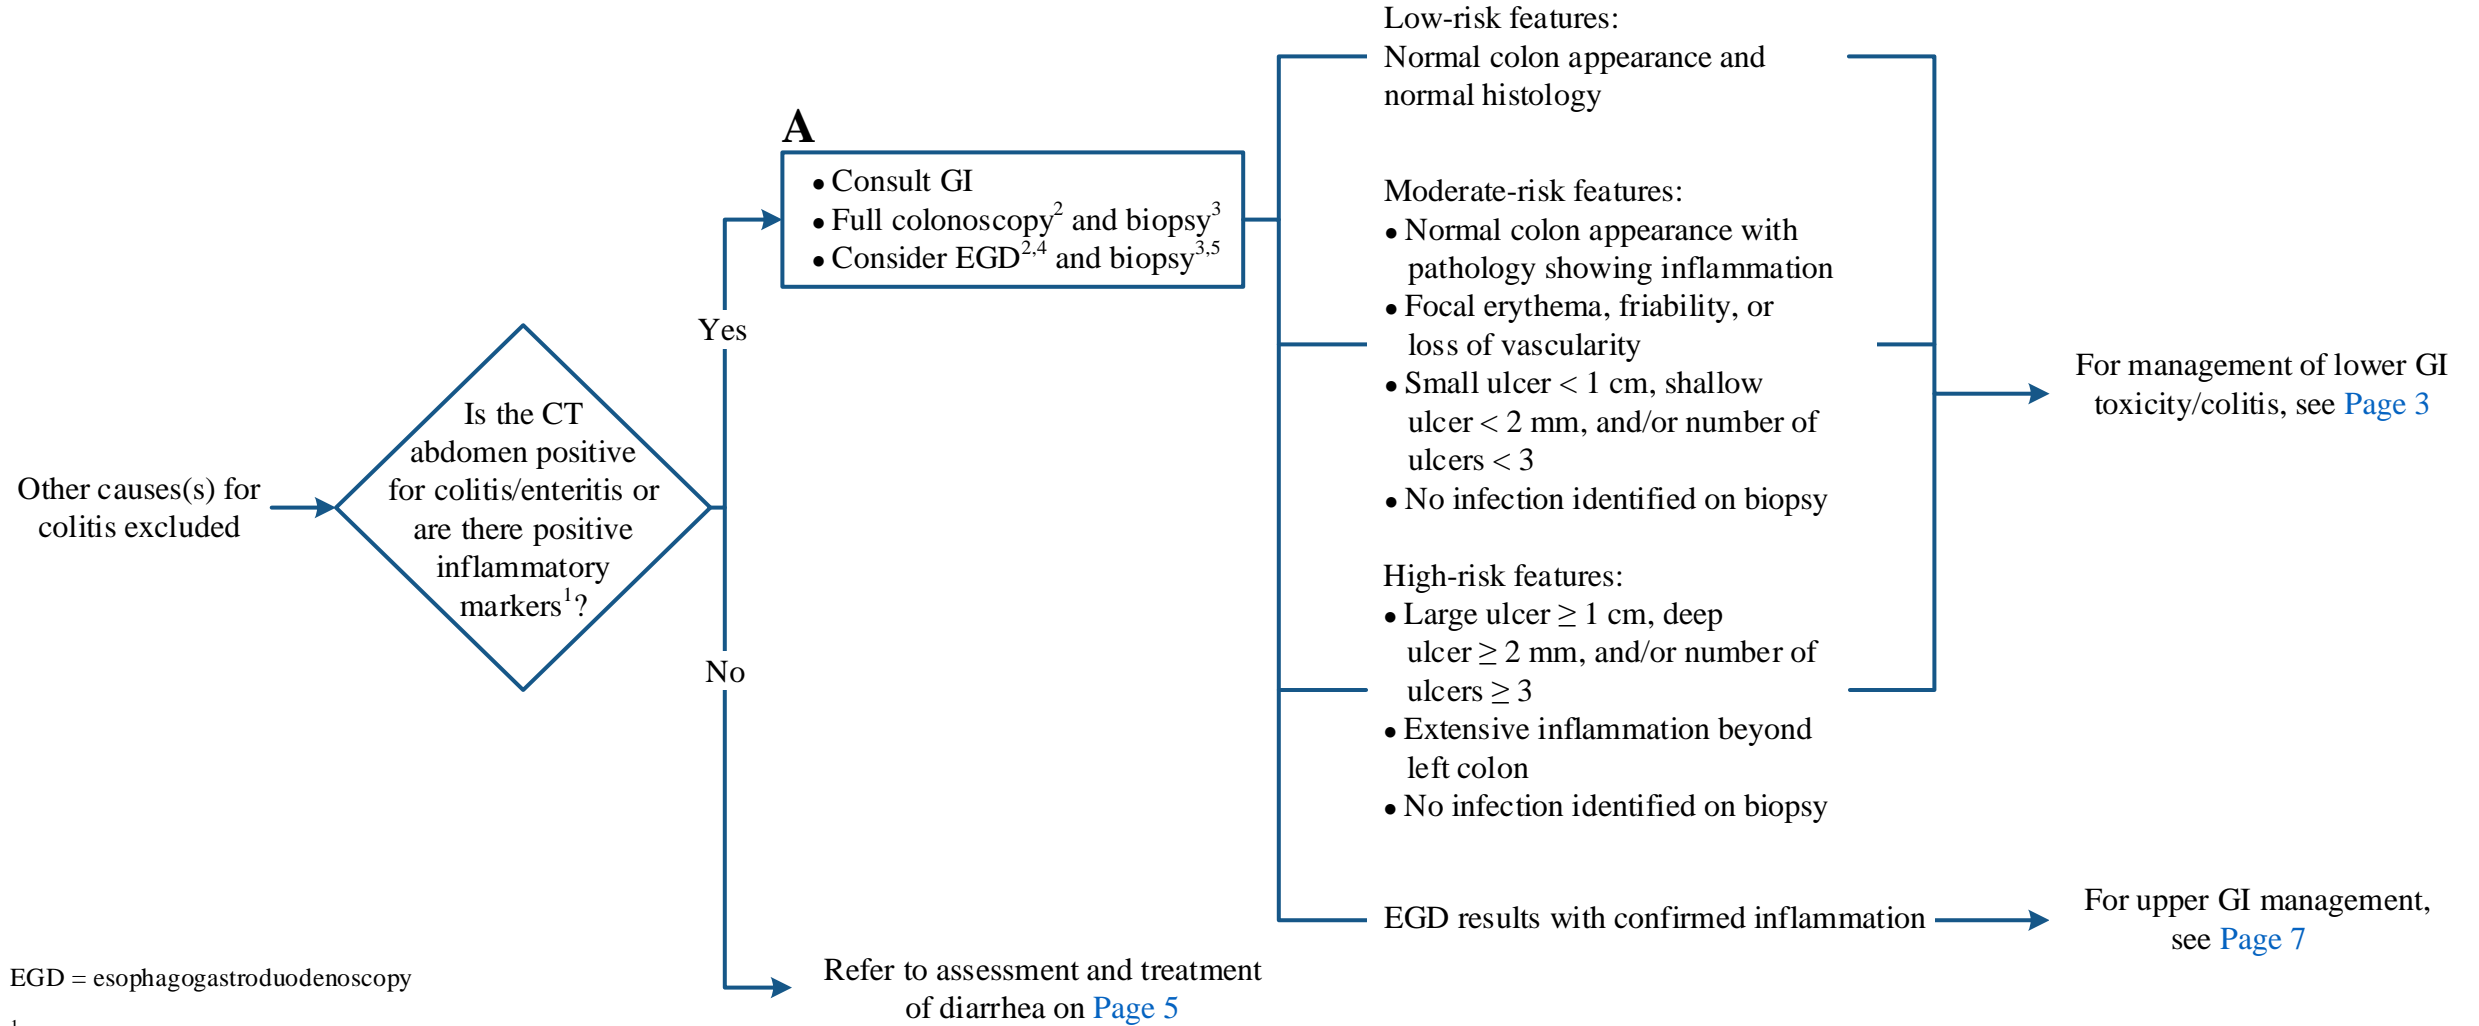 Other causes(s) for
colitis excluded
Is the CT
abdomen positive
for colitis/enteritis or
are there positive
inflammatory
markers1?
Yes
No
A
• Consult GI
• Full colonoscopy2 and biopsy3
• Consider EGD2,4 and biopsy3,5
Refer to assessment and treatment
of diarrhea on Page 5
Low-risk features:
Normal colon appearance and
normal histology
Moderate-risk features:
• Normal colon appearance with
pathology showing inflammation
• Focal erythema, friability, or
loss of vascularity
• Small ulcer < 1 cm, shallow
ulcer < 2 mm, and/or number of
ulcers < 3
• No infection identified on biopsy
High-risk features:
• Large ulcer ≥ 1 cm, deep
ulcer ≥ 2 mm, and/or number of
ulcers ≥ 3
• Extensive inflammation beyond
left colon
• No infection identified on biopsy
EGD results with confirmed inflammation
For management of lower GI
toxicity/colitis, see Page 3
For upper GI management,
see Page 7
EGD = esophagogastroduodenoscopy
1